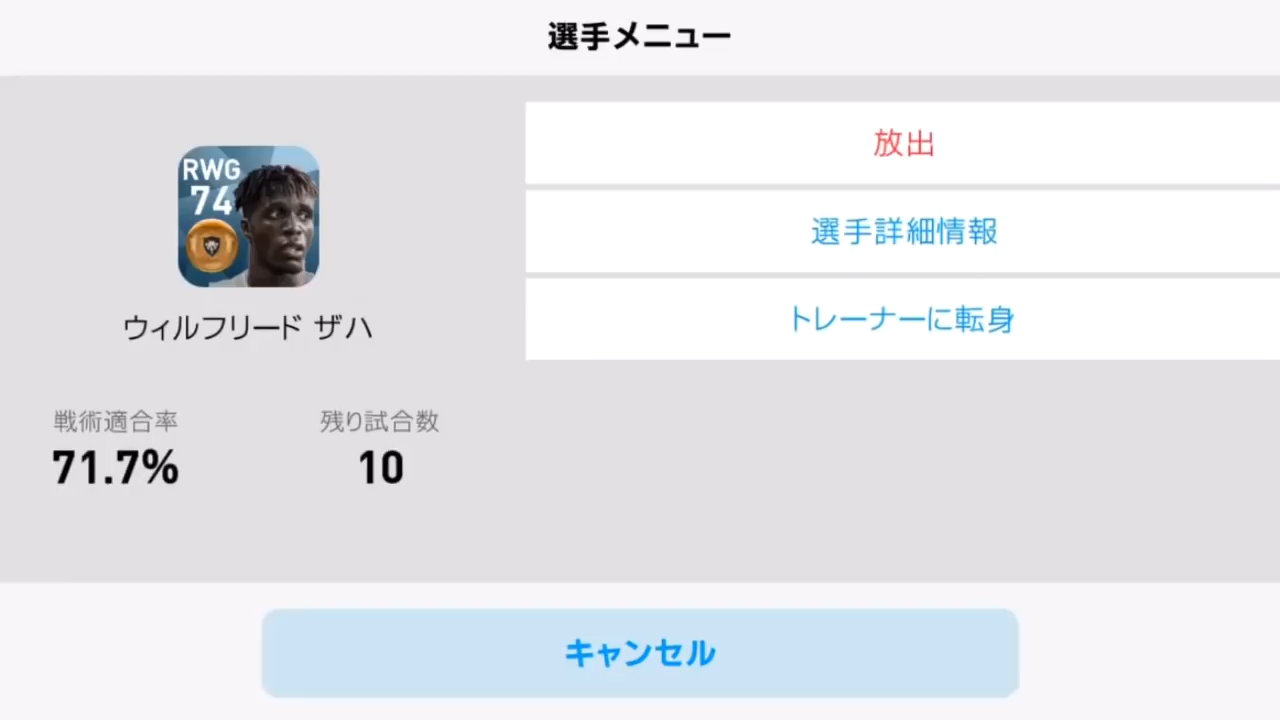 選手メニュー
RWG
74
ウィルフリード ザハ
戦術適合率
71.7%
残り試合数
10
放出
選手詳細情報
トレーナーに転身
キャンセル